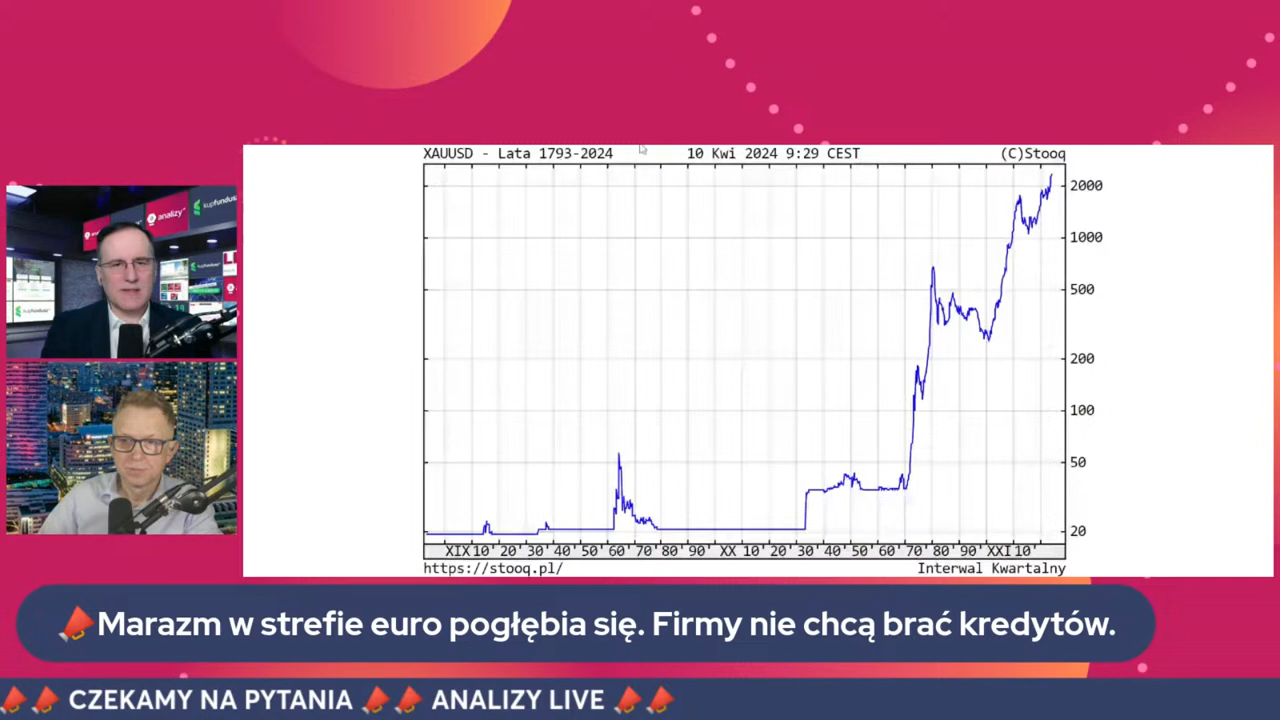 XAUUSD - Lata 1793-2024 10 Kwi 2024 9:29 CEST (C)Stooq
2000
1000
500
200
100
50
20
XIX 10' 20' 30' 40' 50' 60' 70' 80' 90' XX 10' 20' 30' 40' 50' 60' 70' 80' 90' XXI 10'
https://stooq.pl/ Interwal Kwartalny
analizy
supfundusz
supfundusz
Marazm w strefie euro pogłębia się. Firmy nie chcą brać kredytów.
CZEKAMY NA PYTANIA ANALIZY LIVE